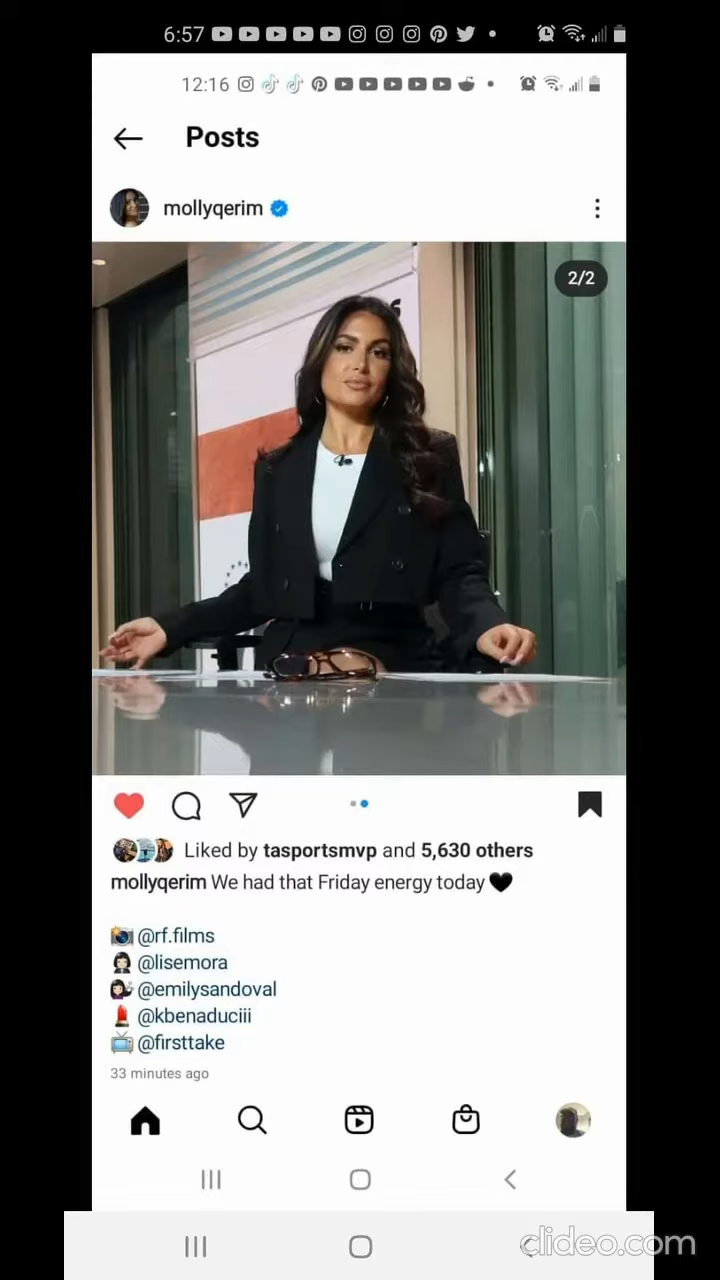 6:57
12:16
Posts
mollyqerim
2/2
Liked by tasportsmvp and 5,630 others
mollyqerim We had that Friday energy today🖤
📸 @rf.films
👩🏻‍💼 @lisemora
💁🏻‍♀️ @emilysandoval
💄 @kbenaduciii
📺 @firsttake
33 minutes ago
clideo.com